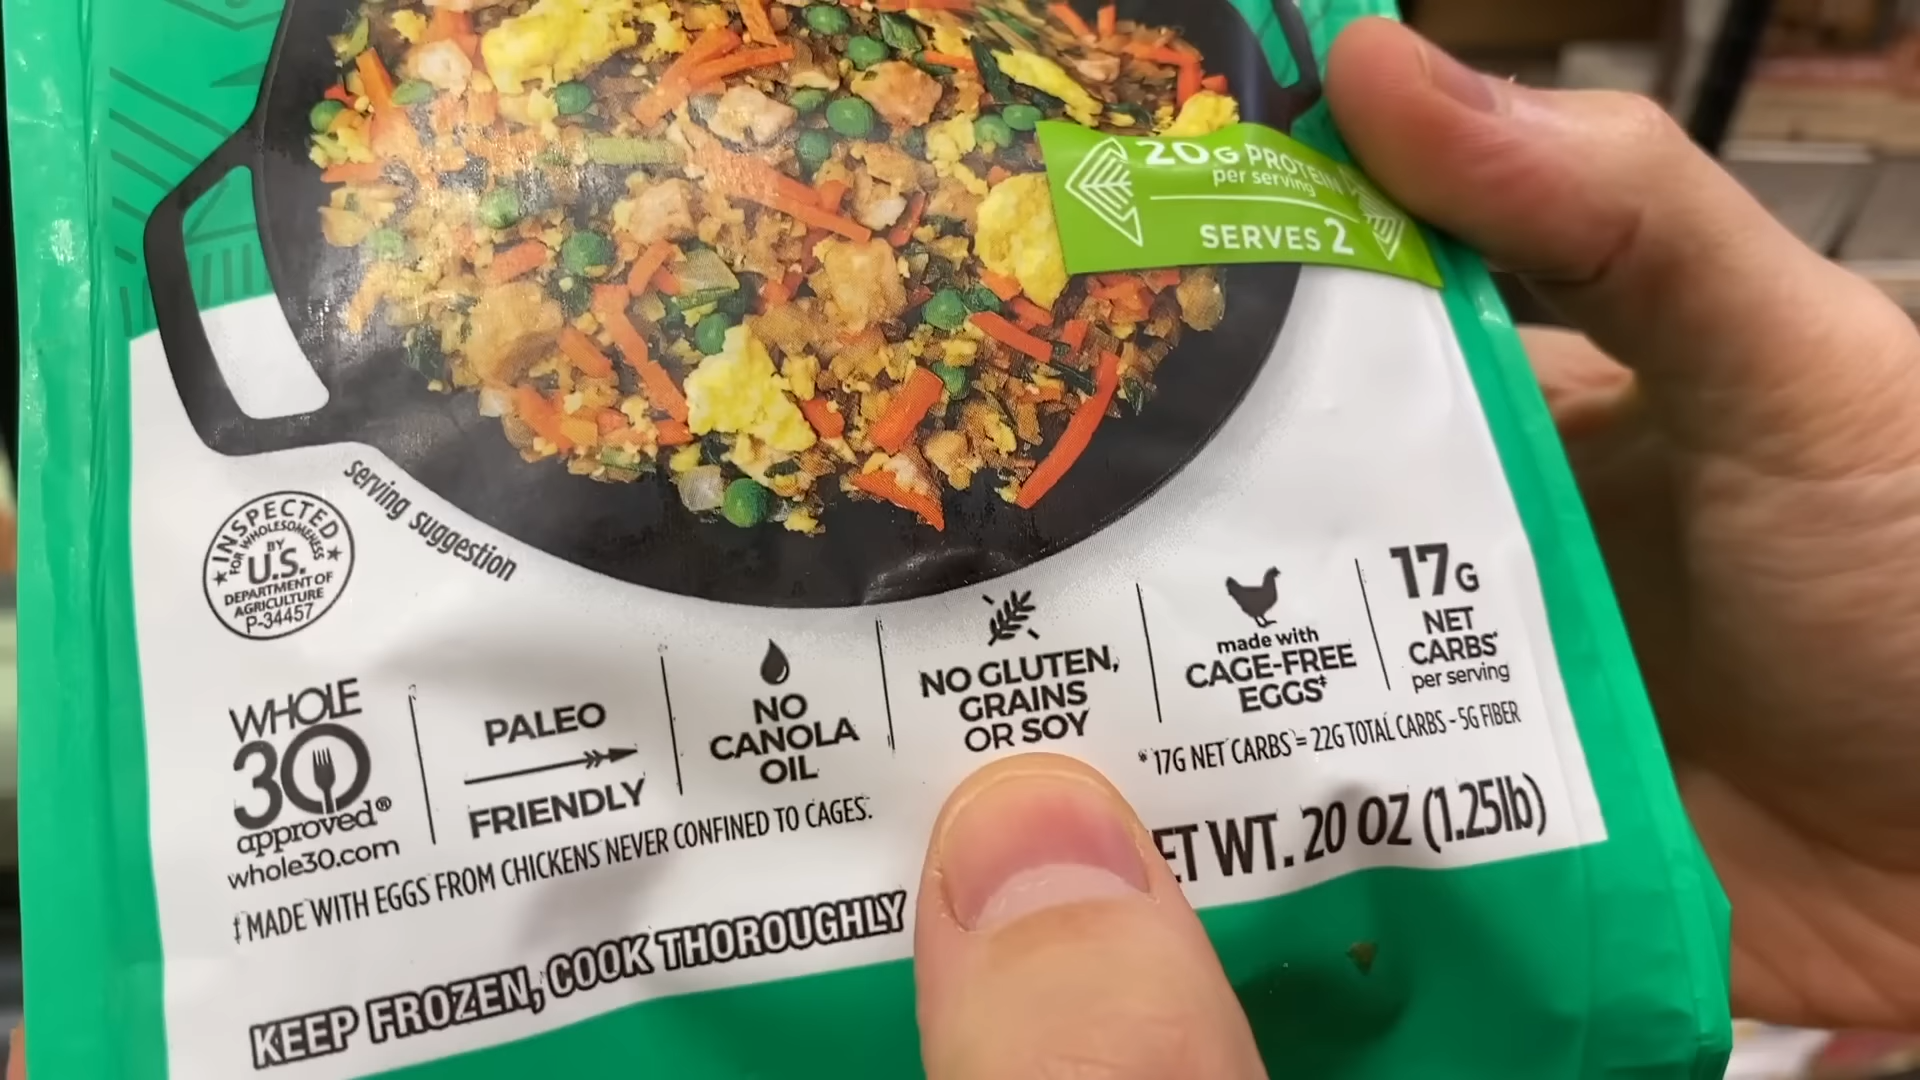 20G PROTEIN
per serving
SERVES 2
serving suggestion
INSPECTED
FOR WHOLESOMENESS
BY
U.S.
DEPARTMENT OF
AGRICULTURE
P-34457
WHOLE
30
approved®
whole30.com
PALEO
FRIENDLY
NO
CANOLA
OIL
NO GLUTEN,
GRAINS
OR SOY
made with
CAGE-FREE
EGGS‡
17G
NET
CARBS*
per serving
* 17G NET CARBS = 22G TOTAL CARBS - 5G FIBER
‡MADE WITH EGGS FROM CHICKENS NEVER CONFINED TO CAGES.
ET WT. 20 OZ (1.25lb)
KEEP FROZEN, COOK THOROUGHLY